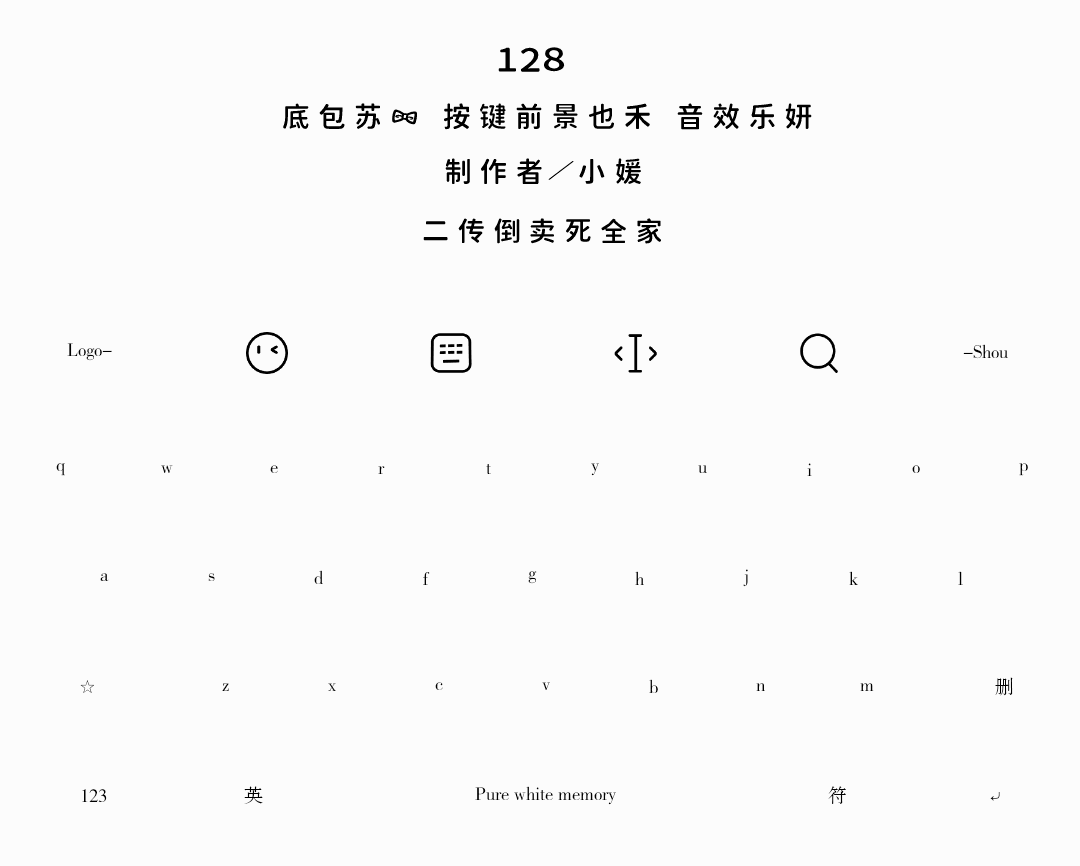 128
底包苏 按键前景也禾 音效乐妍
制作者／小媛
二传倒卖死全家
Logo– –Shou
q w e r t y u i o p
a s d f g h j k l
☆ z x c v b n m 删
123 英 Pure white memory 符 ⤶